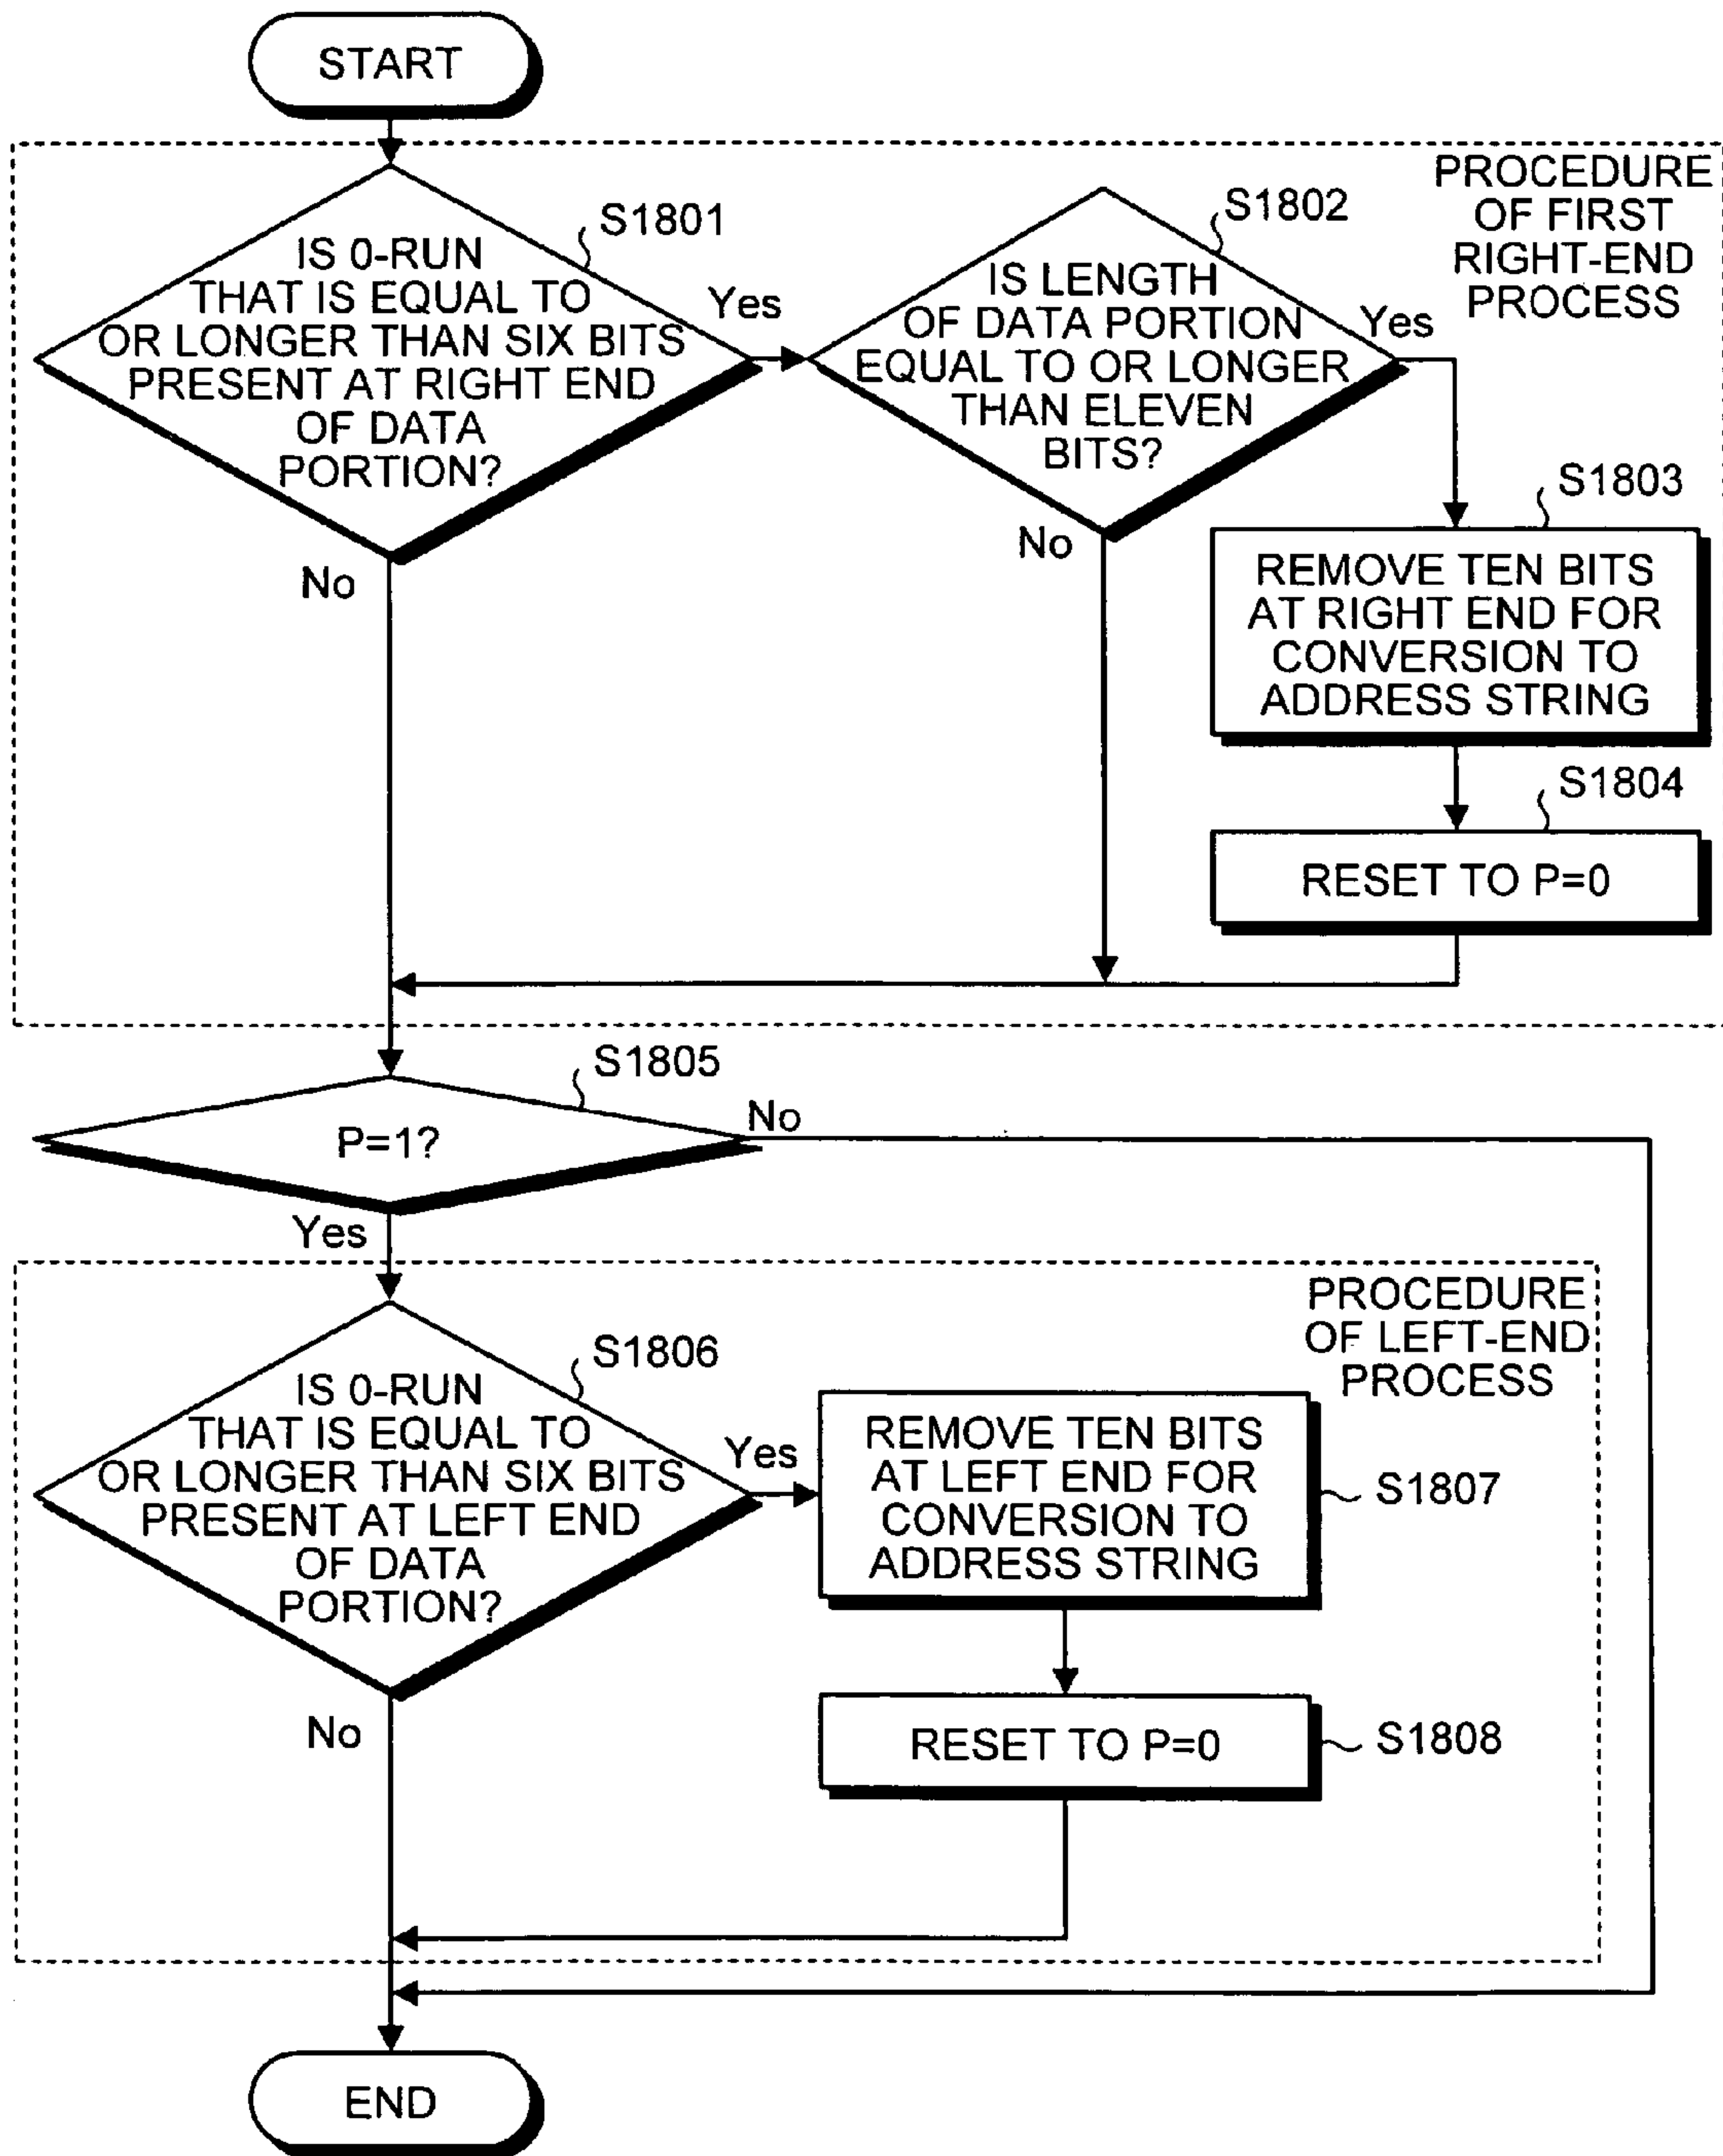 START
PROCEDURE
OF FIRST
RIGHT-END
PROCESS
S1801
IS 0-RUN
THAT IS EQUAL TO
OR LONGER THAN SIX BITS
PRESENT AT RIGHT END
OF DATA
PORTION?
Yes
No
S1802
IS LENGTH
OF DATA PORTION
EQUAL TO OR LONGER
THAN ELEVEN
BITS?
Yes
No
S1803
REMOVE TEN BITS
AT RIGHT END FOR
CONVERSION TO
ADDRESS STRING
S1804
RESET TO P=0
S1805
P=1?
No
Yes
PROCEDURE
OF LEFT-END
PROCESS
S1806
IS 0-RUN
THAT IS EQUAL TO
OR LONGER THAN SIX BITS
PRESENT AT LEFT END
OF DATA
PORTION?
Yes
No
REMOVE TEN BITS
AT LEFT END FOR
CONVERSION TO
ADDRESS STRING
S1807
RESET TO P=0
S1808
END